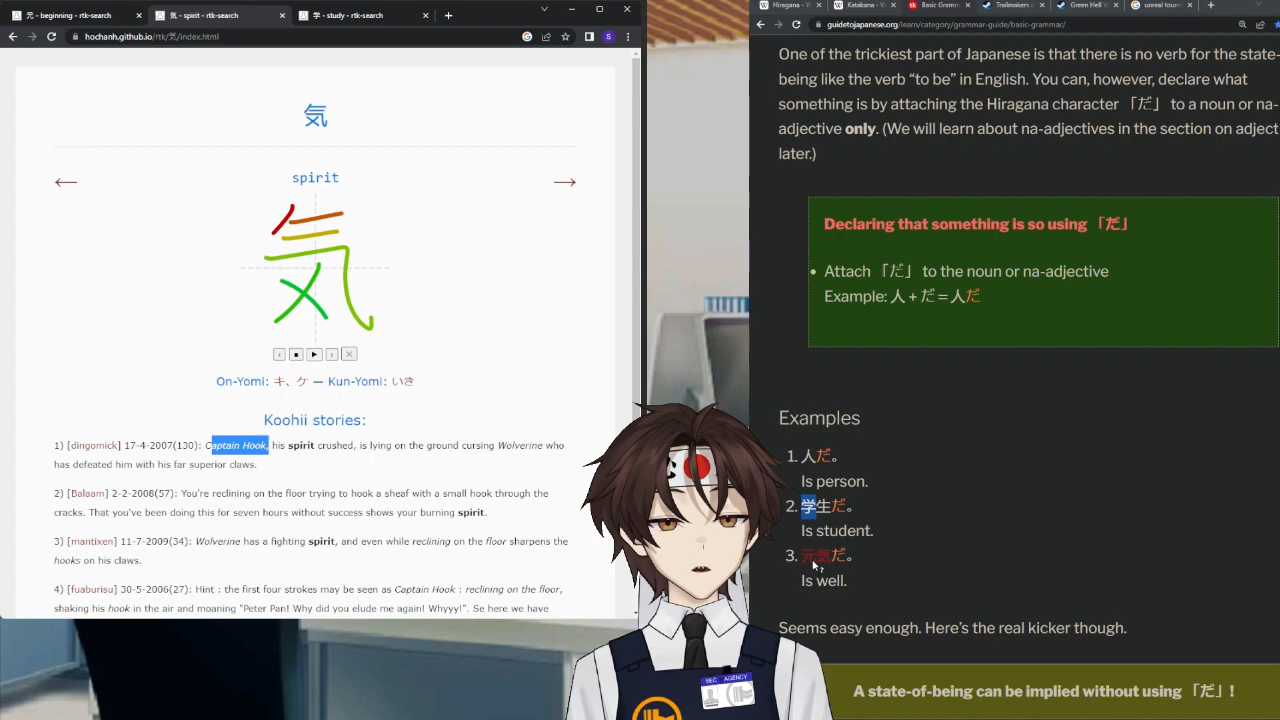 元 - beginning - rtk-search
気 - spirit - rtk-search
学 - study - rtk-search
hochanh.github.io/rtk/気/index.html
S
気
←
spirit
→
On-Yomi: キ、ケ — Kun-Yomi: いき
Koohii stories:
1) [dingomick] 17-4-2007(130): Captain Hook, his spirit crushed, is lying on the ground cursing Wolverine who
has defeated him with his far superior claws.
2) [Balaam] 2-2-2008(57): You're reclining on the floor trying to hook a sheaf with a small hook through the
cracks. That you've been doing this for seven hours without success shows your burning spirit.
3) [mantixen] 11-7-2009(34): Wolverine has a fighting spirit, and even while reclining on the floor sharpens the
hooks on his claws.
4) [fuaburisu] 30-5-2006(27): Hint : the first four strokes may be seen as Captain Hook : reclining on the floor,
shaking his hook in the air and moaning "Peter Pan! Why did you elude me again! Whyyy!". Se here we have
Hiragana - W
Katakana - W
Basic Gramm
Trailmakers o
Green Hell V
unreal tourn
guidetojapanese.org/learn/category/grammar-guide/basic-grammar/
One of the trickiest part of Japanese is that there is no verb for the state-
being like the verb “to be” in English. You can, however, declare what
something is by attaching the Hiragana character 「だ」 to a noun or na-
adjective only. (We will learn about na-adjectives in the section on adject
later.)
Declaring that something is so using 「だ」
• Attach 「だ」 to the noun or na-adjective
Example: 人 + だ = 人だ
Examples
1. 人だ。
Is person.
2. 学生だ。
Is student.
3. 元気だ。
Is well.
Seems easy enough. Here’s the real kicker though.
A state-of-being can be implied without using 「だ」!
SEC AGENCY